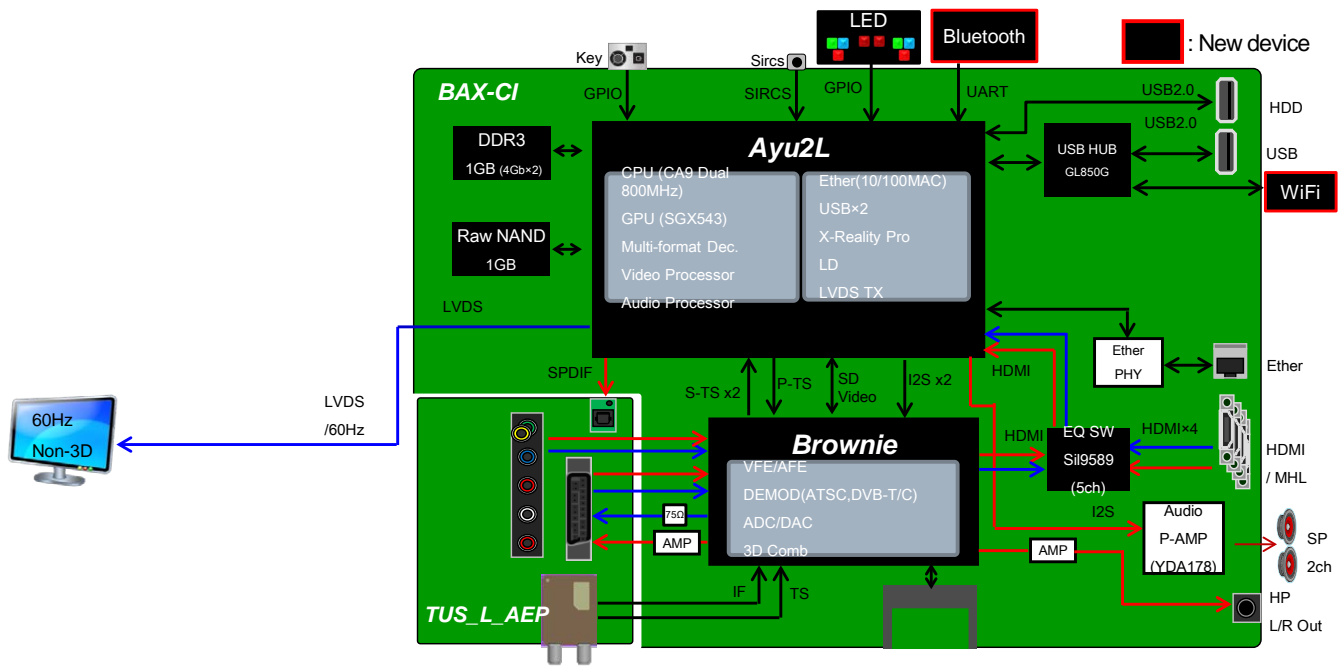 LED
Bluetooth
: New device
Key
Sircs
BAX-CI
GPIO
SIRCS
GPIO
UART
USB2.0
HDD
DDR3
1GB (4Gb×2)
Ayu2L
USB2.0
USB HUB
GL850G
USB
WiFi
CPU (CA9 Dual
800MHz)
GPU (SGX543)
Multi-format Dec.
Video Processor
Audio Processor
Ether(10/100MAC)
USB×2
X-Reality Pro
LD
LVDS TX
Raw NAND
1GB
LVDS
Ether
PHY
Ether
SPDIF
S-TS x2
P-TS
SD
Video
I2S x2
HDMI
LVDS
/60Hz
60Hz
Non-3D
Brownie
VFE/AFE
DEMOD(ATSC,DVB-T/C)
ADC/DAC
3D Comb
HDMI
EQ SW
Sil9589
(5ch)
HDMI×4
HDMI
/ MHL
75Ω
AMP
I2S
Audio
P-AMP
(YDA178)
SP
2ch
AMP
HP
L/R Out
IF
TS
TUS_L_AEP